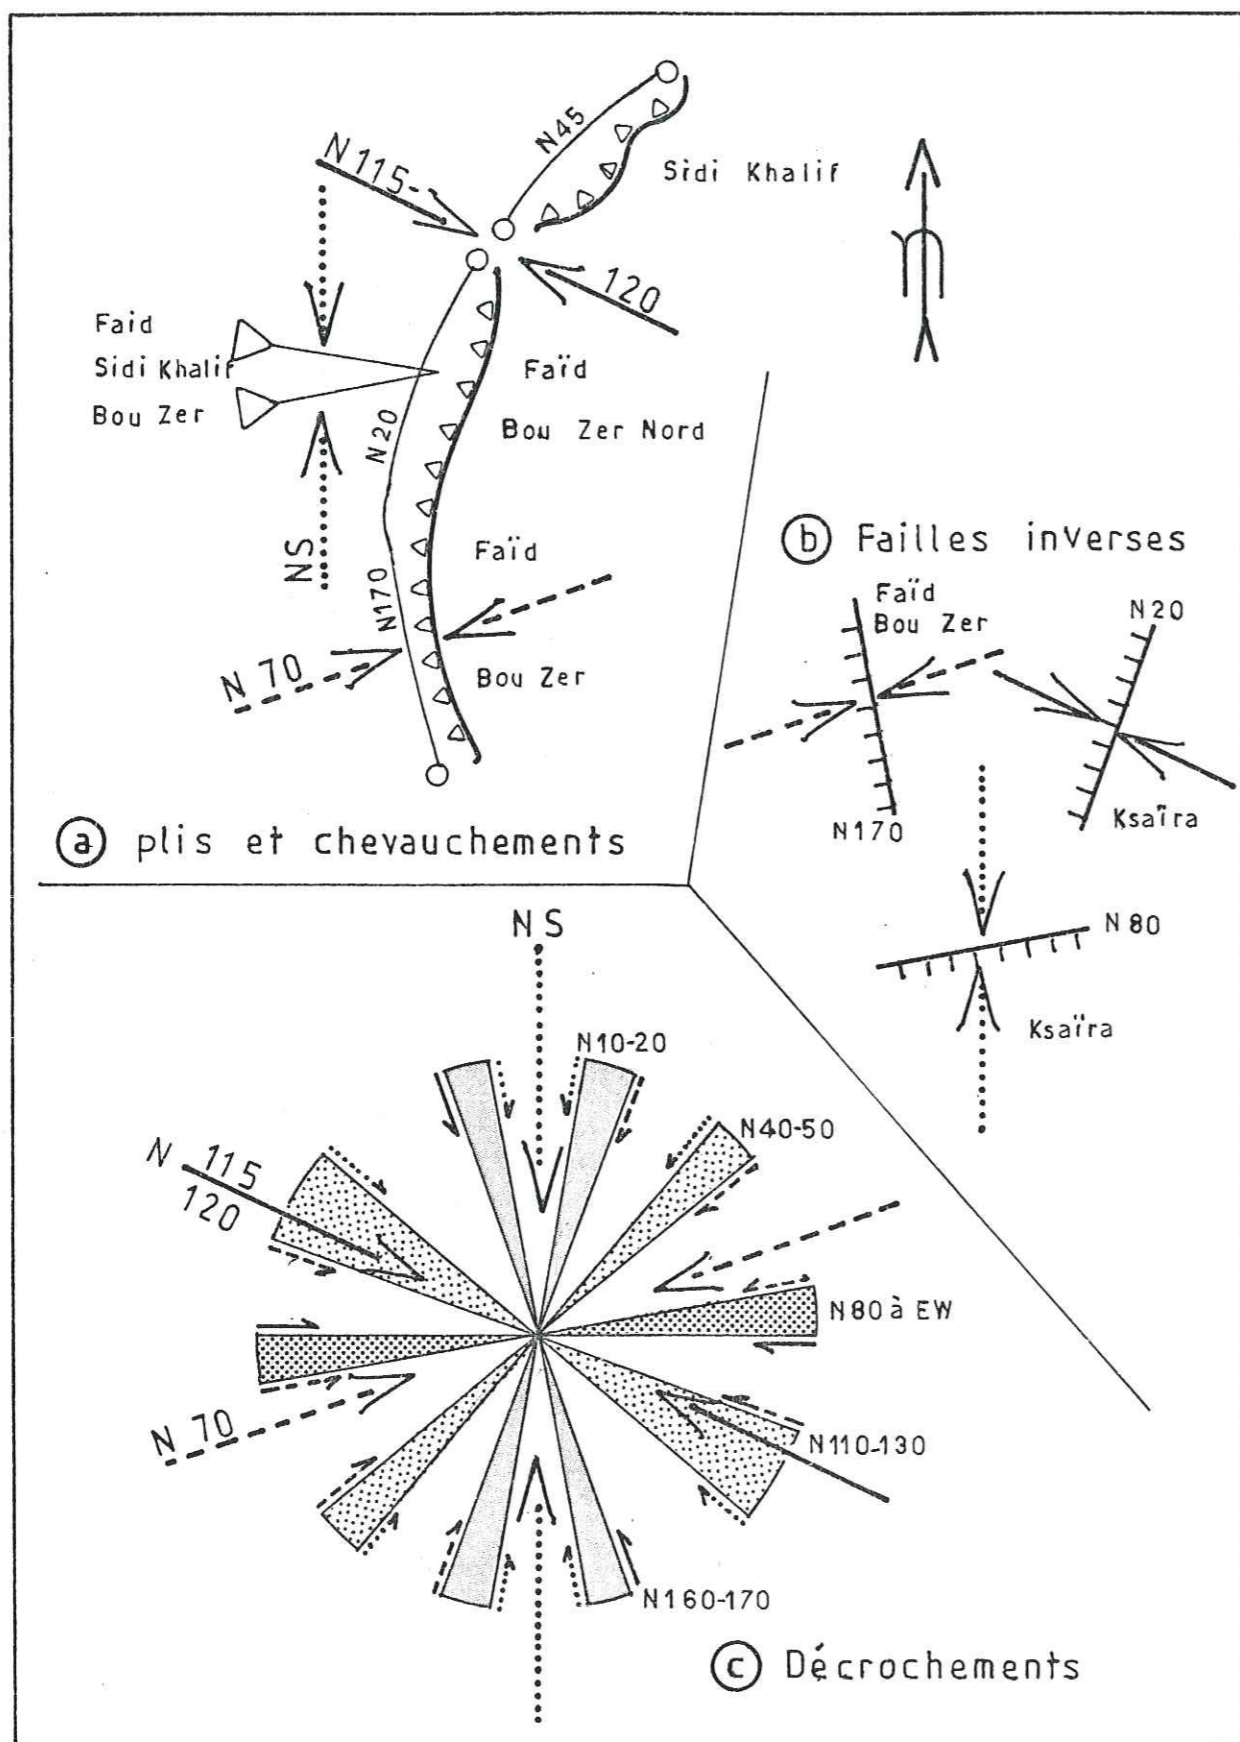 N45
Sidi Khalif
N 115-
120
Faid
Sidi Khalif
Bou Zer
N20
Faïd
Bou Zer Nord
NS
N170
Faïd
N 70
Bou Zer
ⓐ plis et chevauchements
ⓑ Failles inverses
Faïd
Bou Zer
N20
N170
Ksaïra
N 80
Ksaïra
NS
N10-20
N40-50
N 115
120
N80 à EW
N 70
N110-130
N160-170
ⓒ Décrochements